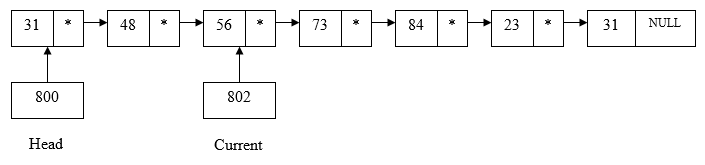 31 * 48 * 56 * 73 * 84 * 23 * 31 NULL
800 802
Head Current